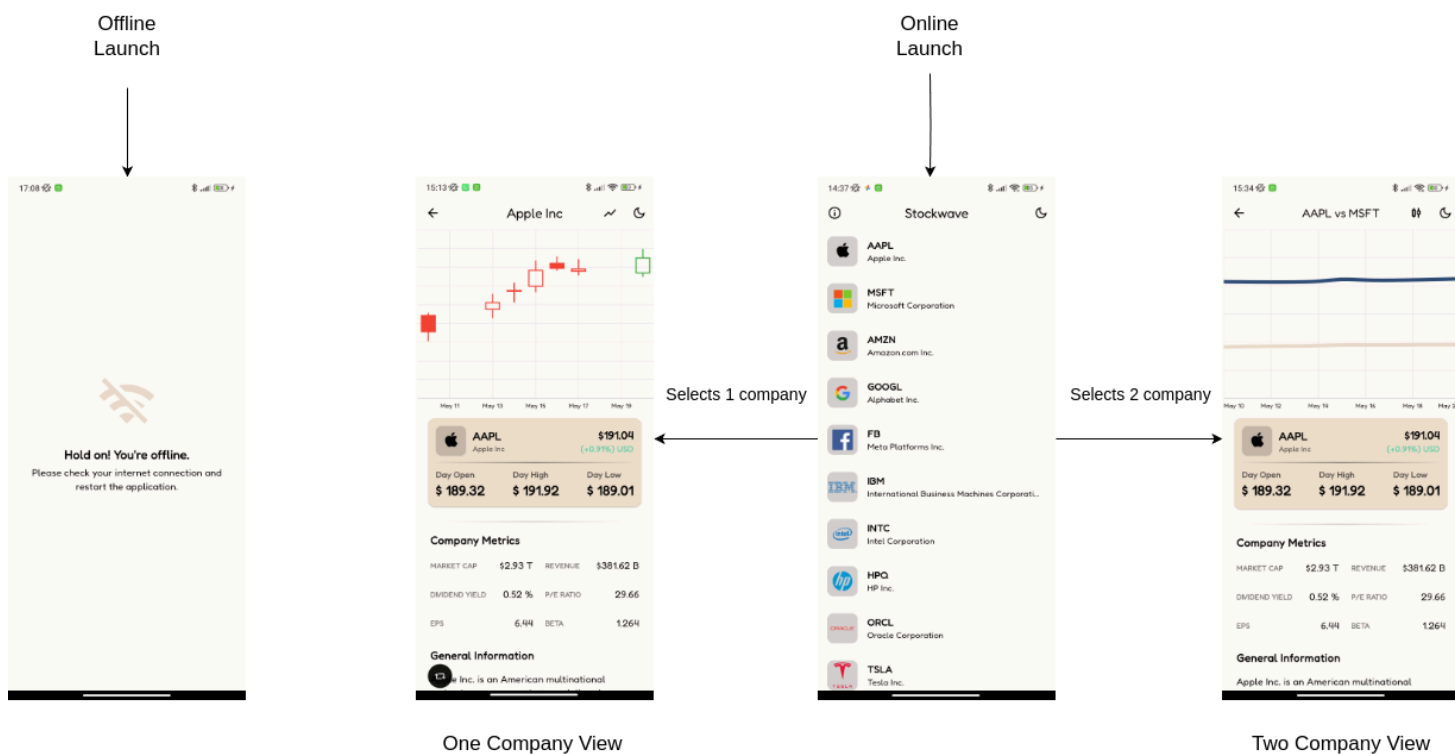 Offline
Launch
Online
Launch
17:08
Hold on! You're offline.
Please check your internet connection and
restart the application.
15:13
Apple Inc
May 11 May 13 May 15 May 17 May 19
AAPL
Apple Inc
$191.04
(+0.91%) USD
Day Open Day High Day Low
$ 189.32 $ 191.92 $ 189.01
Company Metrics
MARKET CAP $2.93 T REVENUE $381.62 B
DIVIDEND YIELD 0.52 % P/E RATIO 29.66
EPS 6.44 BETA 1.264
General Information
e Inc. is an American multinational
One Company View
Selects 1 company
14:37
Stockwave
AAPL
Apple Inc.
MSFT
Microsoft Corporation
a
AMZN
Amazon.com Inc.
G
GOOGL
Alphabet Inc.
f
FB
Meta Platforms Inc.
IBM
IBM
International Business Machines Corporati...
intel
INTC
Intel Corporation
hp
HPQ
HP Inc.
ORACLE
ORCL
Oracle Corporation
TESLA
TSLA
Tesla Inc.
Selects 2 company
15:34
AAPL vs MSFT
May 10 May 12 May 14 May 16 May 18 May 2
AAPL
Apple Inc
$191.04
(+0.91%) USD
Day Open Day High Day Low
$ 189.32 $ 191.92 $ 189.01
Company Metrics
MARKET CAP $2.93 T REVENUE $381.62 B
DIVIDEND YIELD 0.52 % P/E RATIO 29.66
EPS 6.44 BETA 1.264
General Information
Apple Inc. is an American multinational
Two Company View